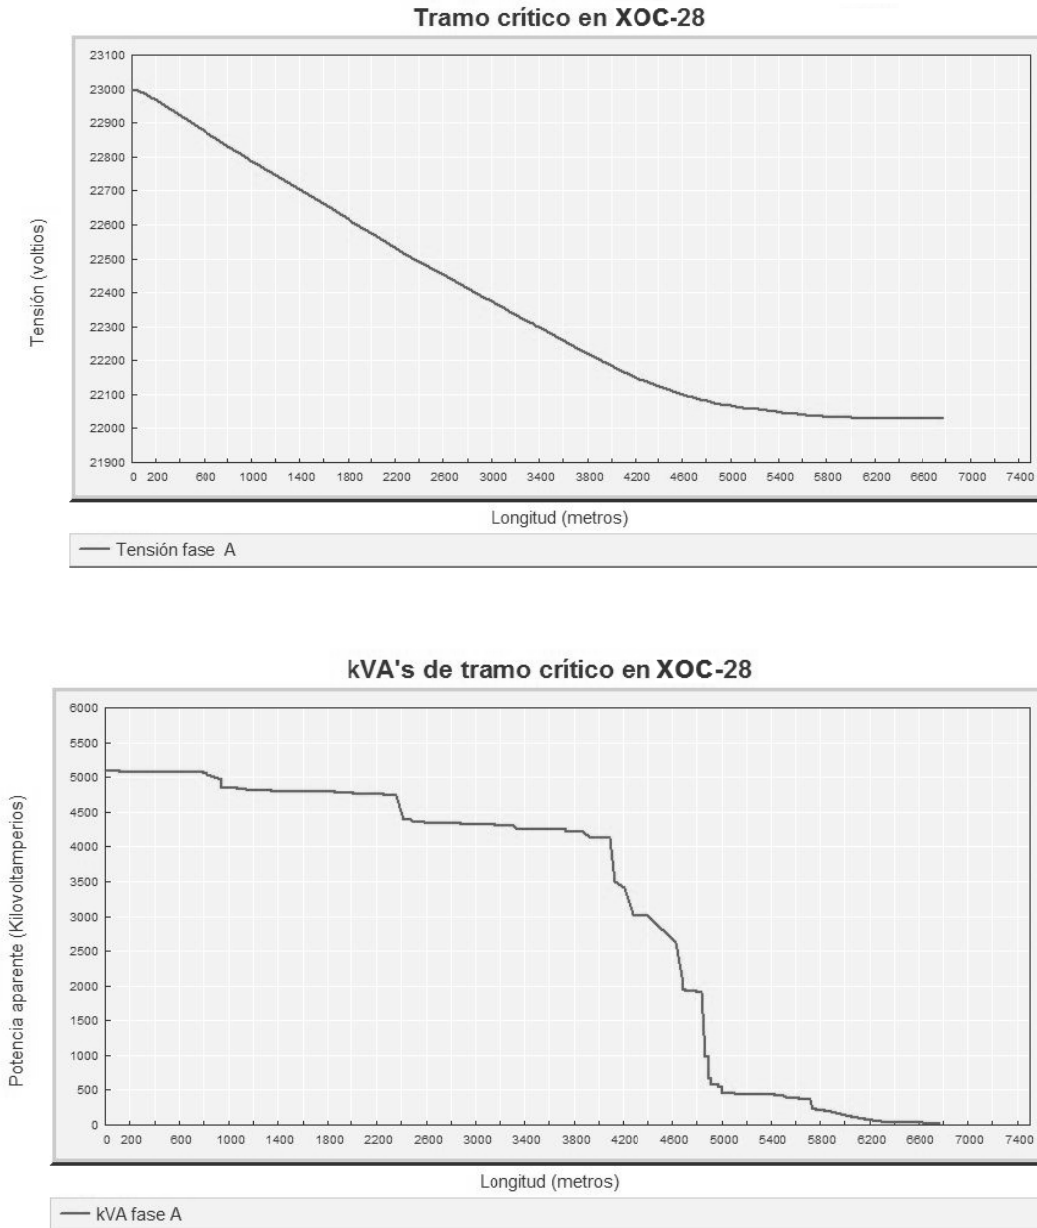 Tramo crítico en XOC-28
23100
23000
22900
22800
22700
22600
22500
22400
22300
22200
22100
22000
21900
Tensión (voltios)
0 200 600 1000 1400 1800 2200 2600 3000 3400 3800 4200 4600 5000 5400 5800 6200 6600 7000 7400
Longitud (metros)
Tensión fase A
kVA's de tramo crítico en XOC-28
6000
5500
5000
4500
4000
3500
3000
2500
2000
1500
1000
500
0
Potencia aparente (Kilovoltamperios)
0 200 600 1000 1400 1800 2200 2600 3000 3400 3800 4200 4600 5000 5400 5800 6200 6600 7000 7400
Longitud (metros)
kVA fase A